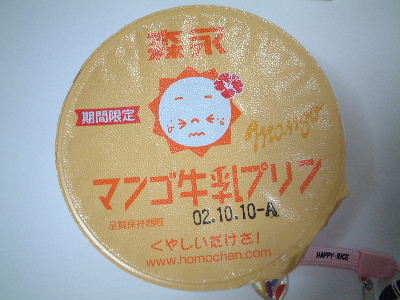 森永
期間限定
mango
マンゴ牛乳プリン
品質保持期限
02.10.10-A
くやしいだけさ!
www.homochan.com
HAPPY·RICE